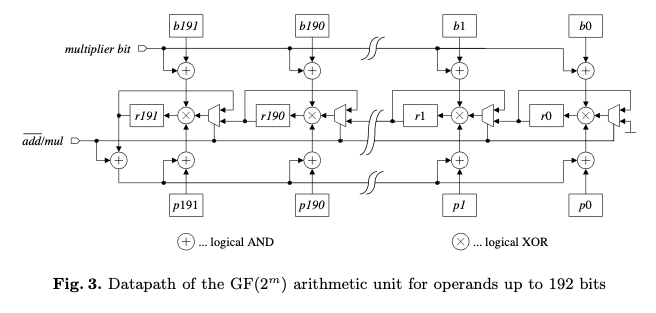 b191 b190 b1 b0
multiplier bit
r191 r190 r1 r0
add/mul
p191 p190 p1 p0
... logical AND ... logical XOR
Fig. 3. Datapath of the GF(2^m) arithmetic unit for operands up to 192 bits